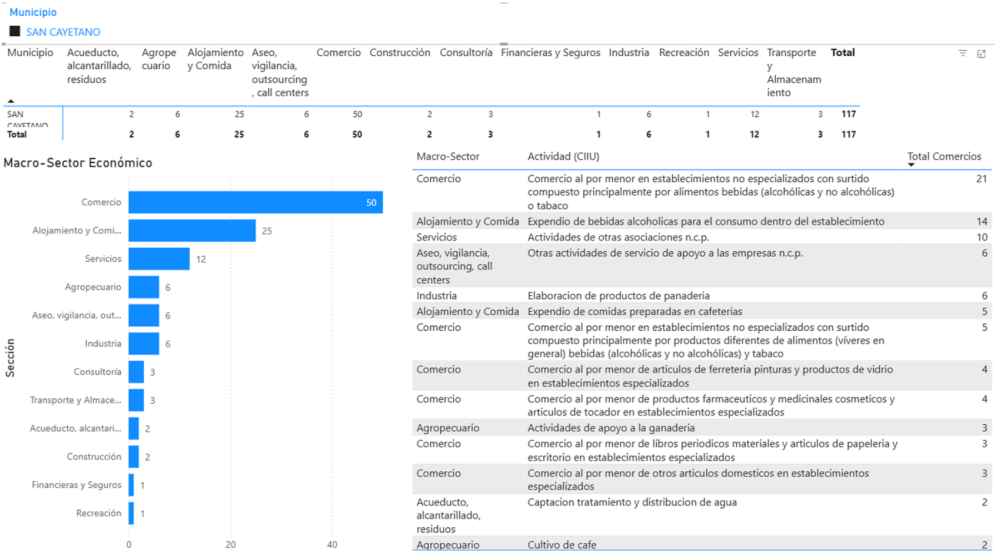 Municipio
SAN CAYETANO
Municipio Acueducto, Agrope Alojamiento Aseo, Comercio Construcción Consultoría Financieras y Seguros Industria Recreación Servicios Transporte Total
alcantarillado, cuario y Comida vigilancia, y
residuos outsourcing Almacenam
, call centers iento
SAN 2 6 25 6 50 2 3 1 6 1 12 3 117
CAYETANO
Total 2 6 25 6 50 2 3 1 6 1 12 3 117
Macro-Sector Económico
Sección
Comercio 50
Alojamiento y Comi... 25
Servicios 12
Agropecuario 6
Aseo, vigilancia, out... 6
Industria 6
Consultoría 3
Transporte y Almace... 3
Acueducto, alcantari... 2
Construcción 2
Financieras y Seguros 1
Recreación 1
0 20 40
Macro-Sector Actividad (CIIU) Total Comercios
Comercio Comercio al por menor en establecimientos no especializados con surtido 21
compuesto principalmente por alimentos bebidas (alcohólicas y no alcohólicas)
o tabaco
Alojamiento y Comida Expendio de bebidas alcoholicas para el consumo dentro del establecimiento 14
Servicios Actividades de otras asociaciones n.c.p. 10
Aseo, vigilancia, Otras actividades de servicio de apoyo a las empresas n.c.p. 6
outsourcing, call
centers
Industria Elaboracion de productos de panaderia 6
Alojamiento y Comida Expendio de comidas preparadas en cafeterias 5
Comercio Comercio al por menor en establecimientos no especializados con surtido 5
compuesto principalmente por productos diferentes de alimentos (víveres en
general) bebidas (alcohólicas y no alcohólicas) y tabaco
Comercio Comercio al por menor de articulos de ferreteria pinturas y productos de vidrio 4
en establecimientos especializados
Comercio Comercio al por menor de productos farmaceuticos y medicinales cosmeticos y 4
articulos de tocador en establecimientos especializados
Agropecuario Actividades de apoyo a la ganaderia 3
Comercio Comercio al por menor de libros periodicos materiales y articulos de papeleria y 3
escritorio en establecimientos especializados
Comercio Comercio al por menor de otros articulos domesticos en establecimientos 3
especializados
Acueducto, Captacion tratamiento y distribucion de agua 2
alcantarillado,
residuos
Agropecuario Cultivo de cafe 2